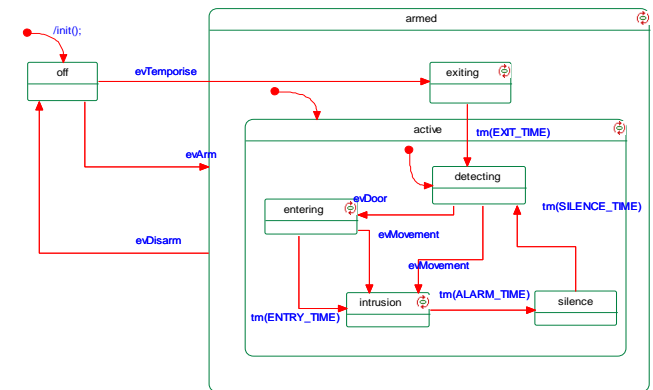 armed
/init();
off
exiting
evTemporise
active
tm(EXIT_TIME)
evArm
detecting
evDoor
entering
tm(SILENCE_TIME)
evMovement
evDisarm
evMovement
tm(ALARM_TIME)
intrusion
silence
tm(ENTRY_TIME)